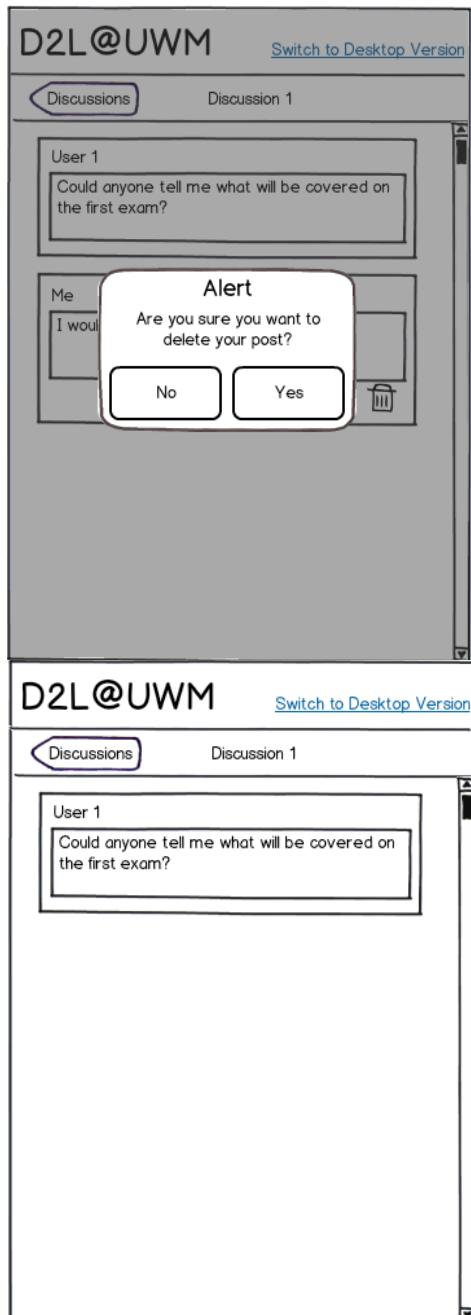 D2L@UWM
Switch to Desktop Version
Discussions
Discussion 1
User 1
Could anyone tell me what will be covered on
the first exam?
Me
I woul
Alert
Are you sure you want to
delete your post?
No
Yes
D2L@UWM
Switch to Desktop Version
Discussions
Discussion 1
User 1
Could anyone tell me what will be covered on
the first exam?